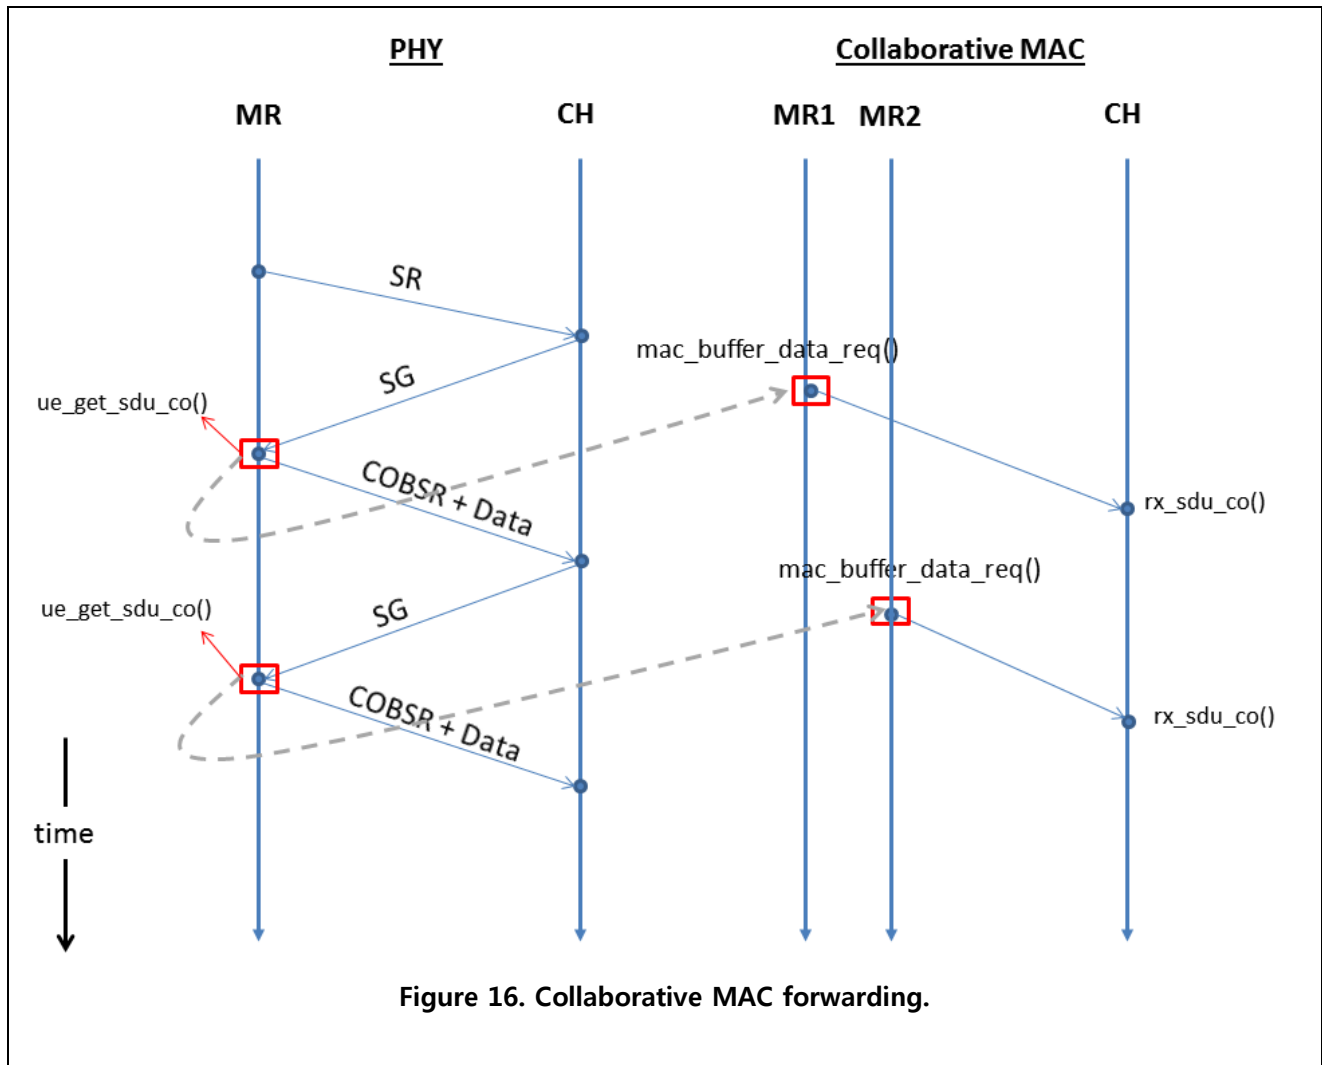 PHY
Collaborative MAC
MR
CH
MR1
MR2
CH
SR
mac_buffer_data_req()
SG
ue_get_sdu_co()
COBSR + Data
rx_sdu_co()
mac_buffer_data_req()
ue_get_sdu_co()
SG
COBSR + Data
rx_sdu_co()
time
Figure 16. Collaborative MAC forwarding.